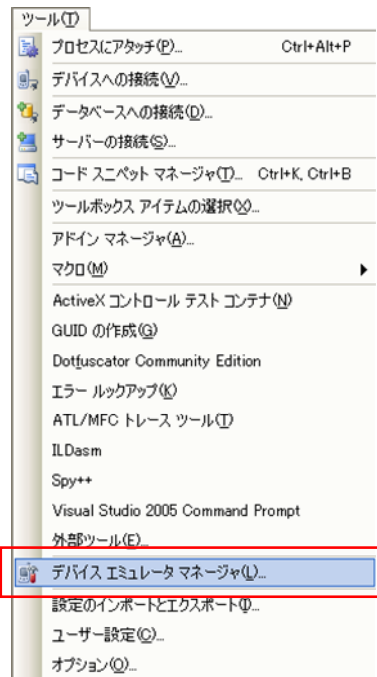 ツール(T)
プロセスにアタッチ(P)... Ctrl+Alt+P
デバイスへの接続(V)...
データベースへの接続(D)...
サーバーの接続(S)...
コード スニペット マネージャ(T)... Ctrl+K, Ctrl+B
ツールボックス アイテムの選択(X)...
アドイン マネージャ(A)...
マクロ(M)
ActiveX コントロール テスト コンテナ(N)
GUID の作成(G)
Dotfuscator Community Edition
エラー ルックアップ(K)
ATL/MFC トレース ツール(T)
ILDasm
Spy++
Visual Studio 2005 Command Prompt
外部ツール(E)...
デバイス エミュレータ マネージャ(L)...
設定のインポートとエクスポート(I)...
ユーザー設定(C)...
オプション(O)...